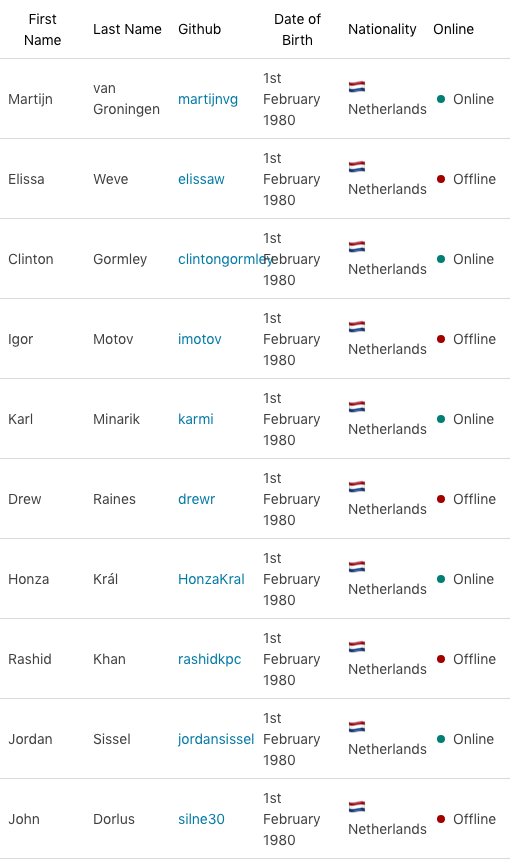 First Name Last Name Github Date of Birth Nationality Online
Martijn van Groningen martijnvg 1st February 1980 Netherlands Online
Elissa Weve elissaw 1st February 1980 Netherlands Offline
Clinton Gormley clintongormley 1st February 1980 Netherlands Online
Igor Motov imotov 1st February 1980 Netherlands Offline
Karl Minarik karmi 1st February 1980 Netherlands Online
Drew Raines drewr 1st February 1980 Netherlands Offline
Honza Král HonzaKral 1st February 1980 Netherlands Online
Rashid Khan rashidkpc 1st February 1980 Netherlands Offline
Jordan Sissel jordansissel 1st February 1980 Netherlands Online
John Dorlus silne30 1st February 1980 Netherlands Offline